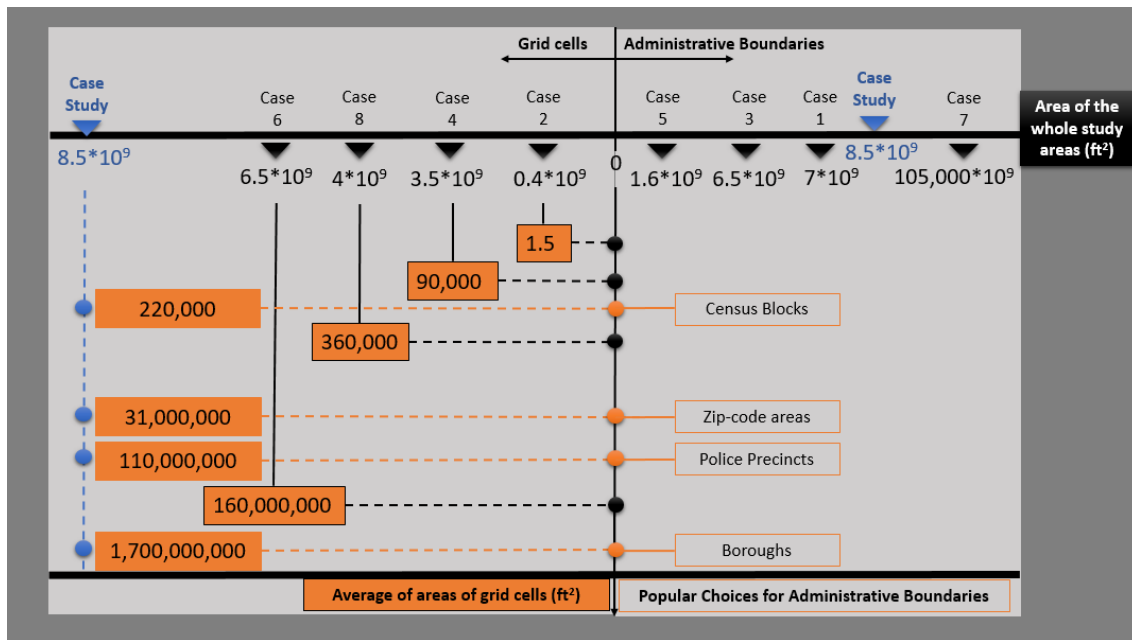 Grid cells Administrative Boundaries
Case Study Case 6 Case 8 Case 4 Case 2 Case 5 Case 3 Case 1 Case Study Case 7
Area of the whole study areas (ft²)
8.5*10⁹ 6.5*10⁹ 4*10⁹ 3.5*10⁹ 0.4*10⁹ 0 1.6*10⁹ 6.5*10⁹ 7*10⁹ 8.5*10⁹ 105,000*10⁹
1.5
90,000
220,000 Census Blocks
360,000
31,000,000 Zip-code areas
110,000,000 Police Precincts
160,000,000
1,700,000,000 Boroughs
Average of areas of grid cells (ft²) Popular Choices for Administrative Boundaries